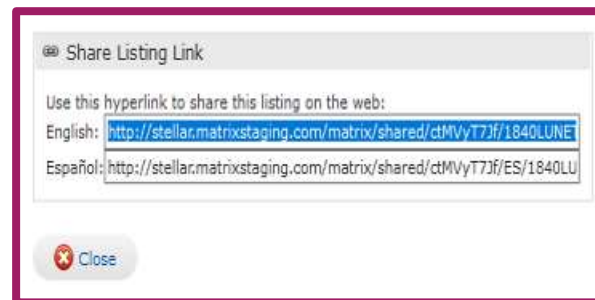 Share Listing Link
Use this hyperlink to share this listing on the web:
English: http://stellar.matrixstaging.com/matrix/shared/ctMVyT7Jf/1840LUNET
Español: http://stellar.matrixstaging.com/matrix/shared/ctMVyT7Jf/ES/1840LU
Close